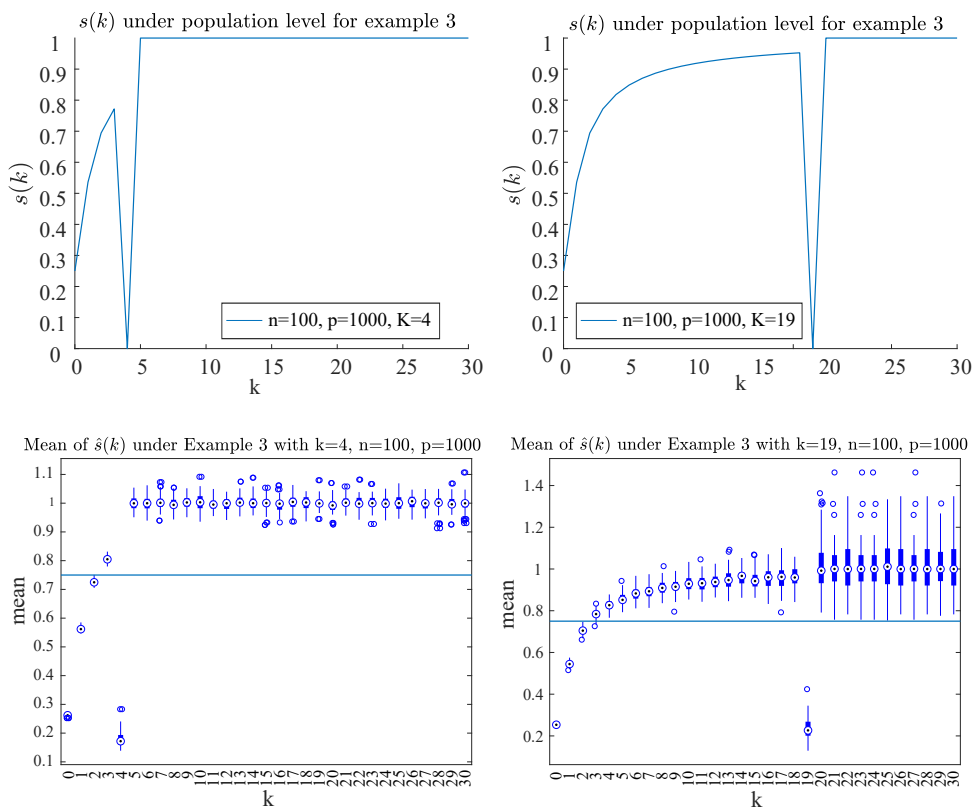 s(k) under population level for example 3
1
0.9
0.8
0.7
0.6
0.5
0.4
0.3
0.2
0.1
0
s(k)
n=100, p=1000, K=4
0 5 10 15 20 25 30
k
s(k) under population level for example 3
1
0.9
0.8
0.7
0.6
0.5
0.4
0.3
0.2
0.1
0
s(k)
n=100, p=1000, K=19
0 5 10 15 20 25 30
k
Mean of ŝ(k) under Example 3 with k=4, n=100, p=1000
1.1
1
0.9
0.8
0.7
0.6
0.5
0.4
0.3
0.2
0.1
mean
0 1 2 3 4 5 6 7 8 9 10 11 12 13 14 15 16 17 18 19 20 21 22 23 24 25 26 27 28 29 30
k
Mean of ŝ(k) under Example 3 with k=19, n=100, p=1000
1.4
1.2
1
0.8
0.6
0.4
0.2
mean
0 1 2 3 4 5 6 7 8 9 10 11 12 13 14 15 16 17 18 19 20 21 22 23 24 25 26 27 28 29 30
k